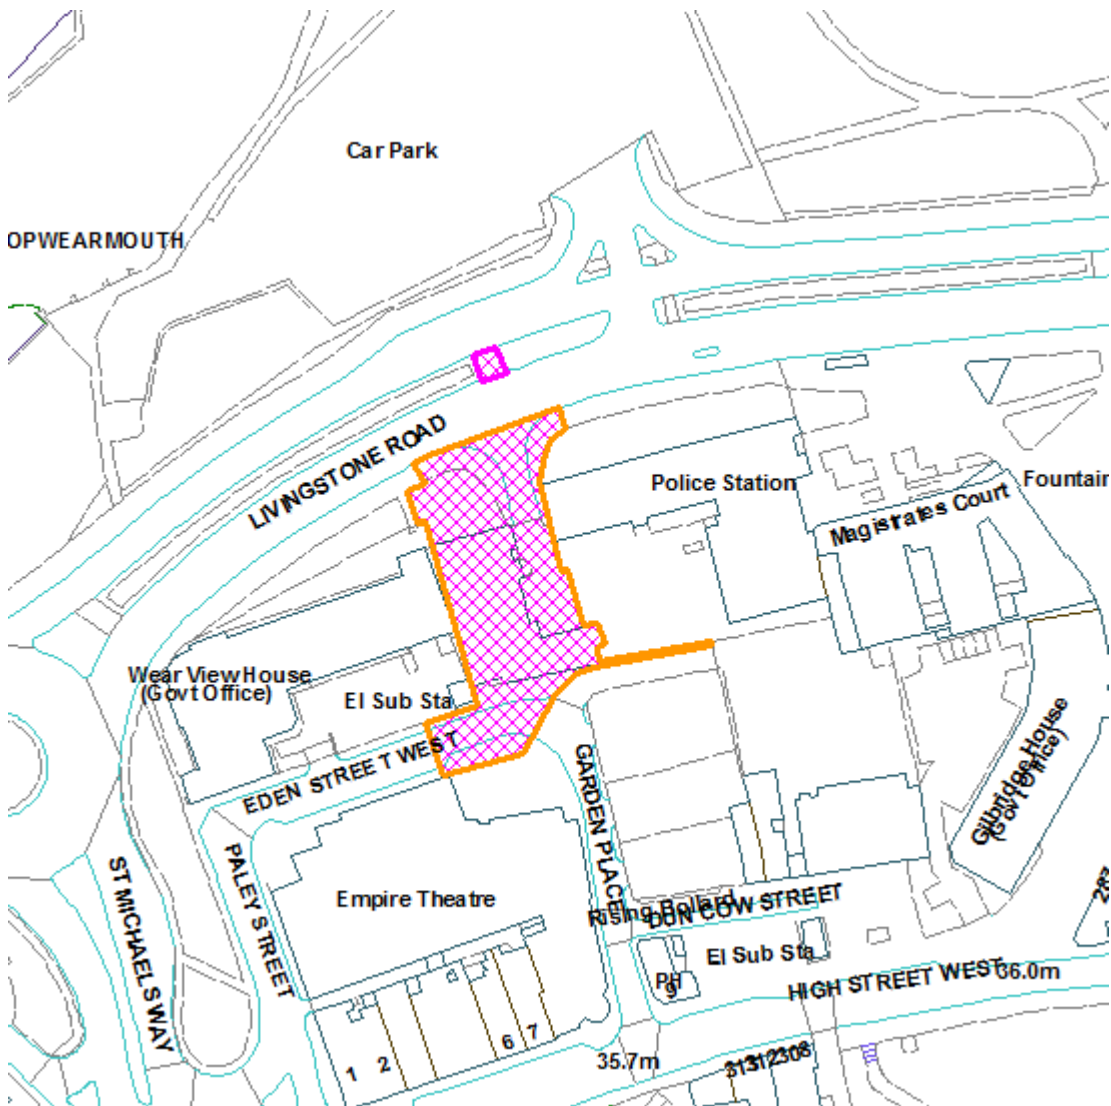 Car Park
OPWEARMOUTH
LIVINGSTONE ROAD
Police Station
Fountain
Magistrates Court
Wear View House
(Govt Office)
El Sub Sta
EDEN STREET WEST
GARDEN PLACE
Gilbridge House
(Govt Office)
ST MICHAELS WAY
PALEY STREET
Empire Theatre
Rising Bollard
DUN COW STREET
287
El Sub Sta
PH
9
HIGH STREET WEST
36.0m
1
2
6
7
35.7m